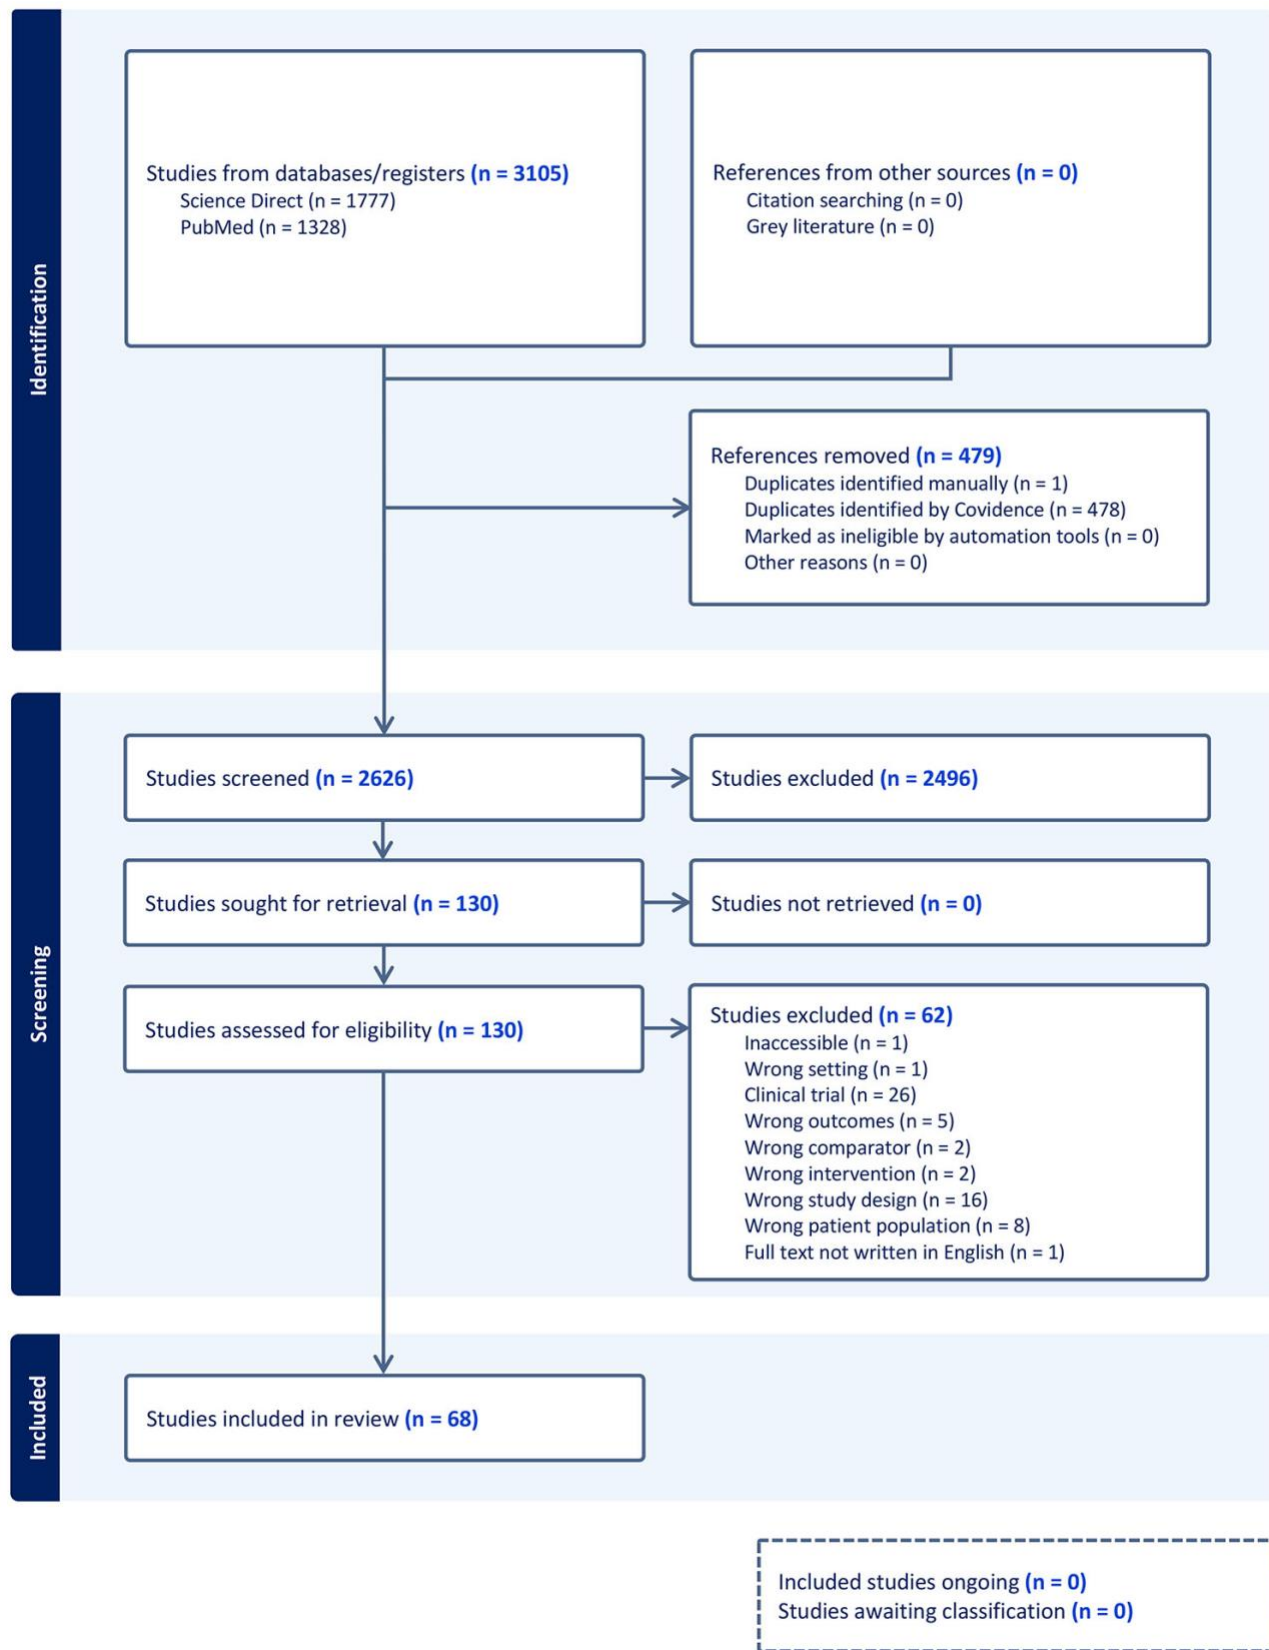 Identification
Studies from databases/registers (n = 3105)
Science Direct (n = 1777)
PubMed (n = 1328)
References from other sources (n = 0)
Citation searching (n = 0)
Grey literature (n = 0)
References removed (n = 479)
Duplicates identified manually (n = 1)
Duplicates identified by Covidence (n = 478)
Marked as ineligible by automation tools (n = 0)
Other reasons (n = 0)
Screening
Studies screened (n = 2626)
Studies excluded (n = 2496)
Studies sought for retrieval (n = 130)
Studies not retrieved (n = 0)
Studies assessed for eligibility (n = 130)
Studies excluded (n = 62)
Inaccessible (n = 1)
Wrong setting (n = 1)
Clinical trial (n = 26)
Wrong outcomes (n = 5)
Wrong comparator (n = 2)
Wrong intervention (n = 2)
Wrong study design (n = 16)
Wrong patient population (n = 8)
Full text not written in English (n = 1)
Included
Studies included in review (n = 68)
Included studies ongoing (n = 0)
Studies awaiting classification (n = 0)